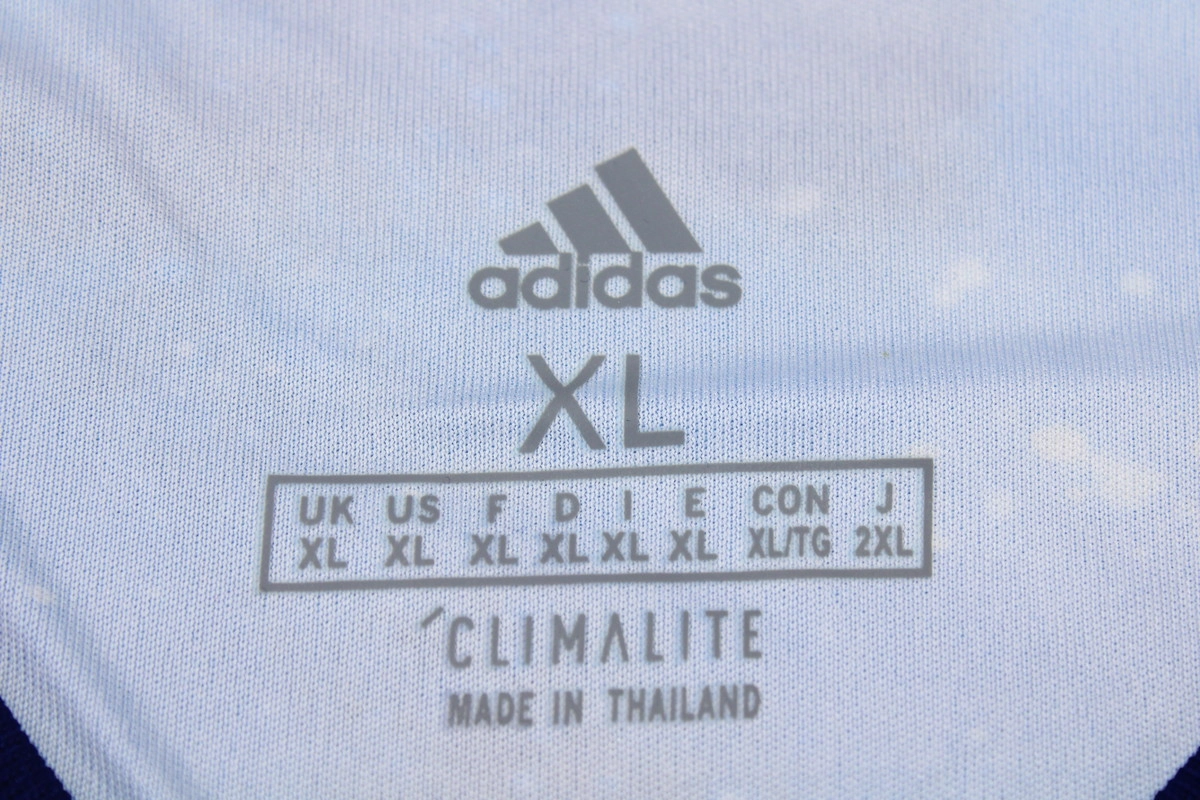 adidas
XL
UK US F D I E CON J
XL XL XL XL XL XL XL/TG 2XL
CLIMALITE
MADE IN THAILAND